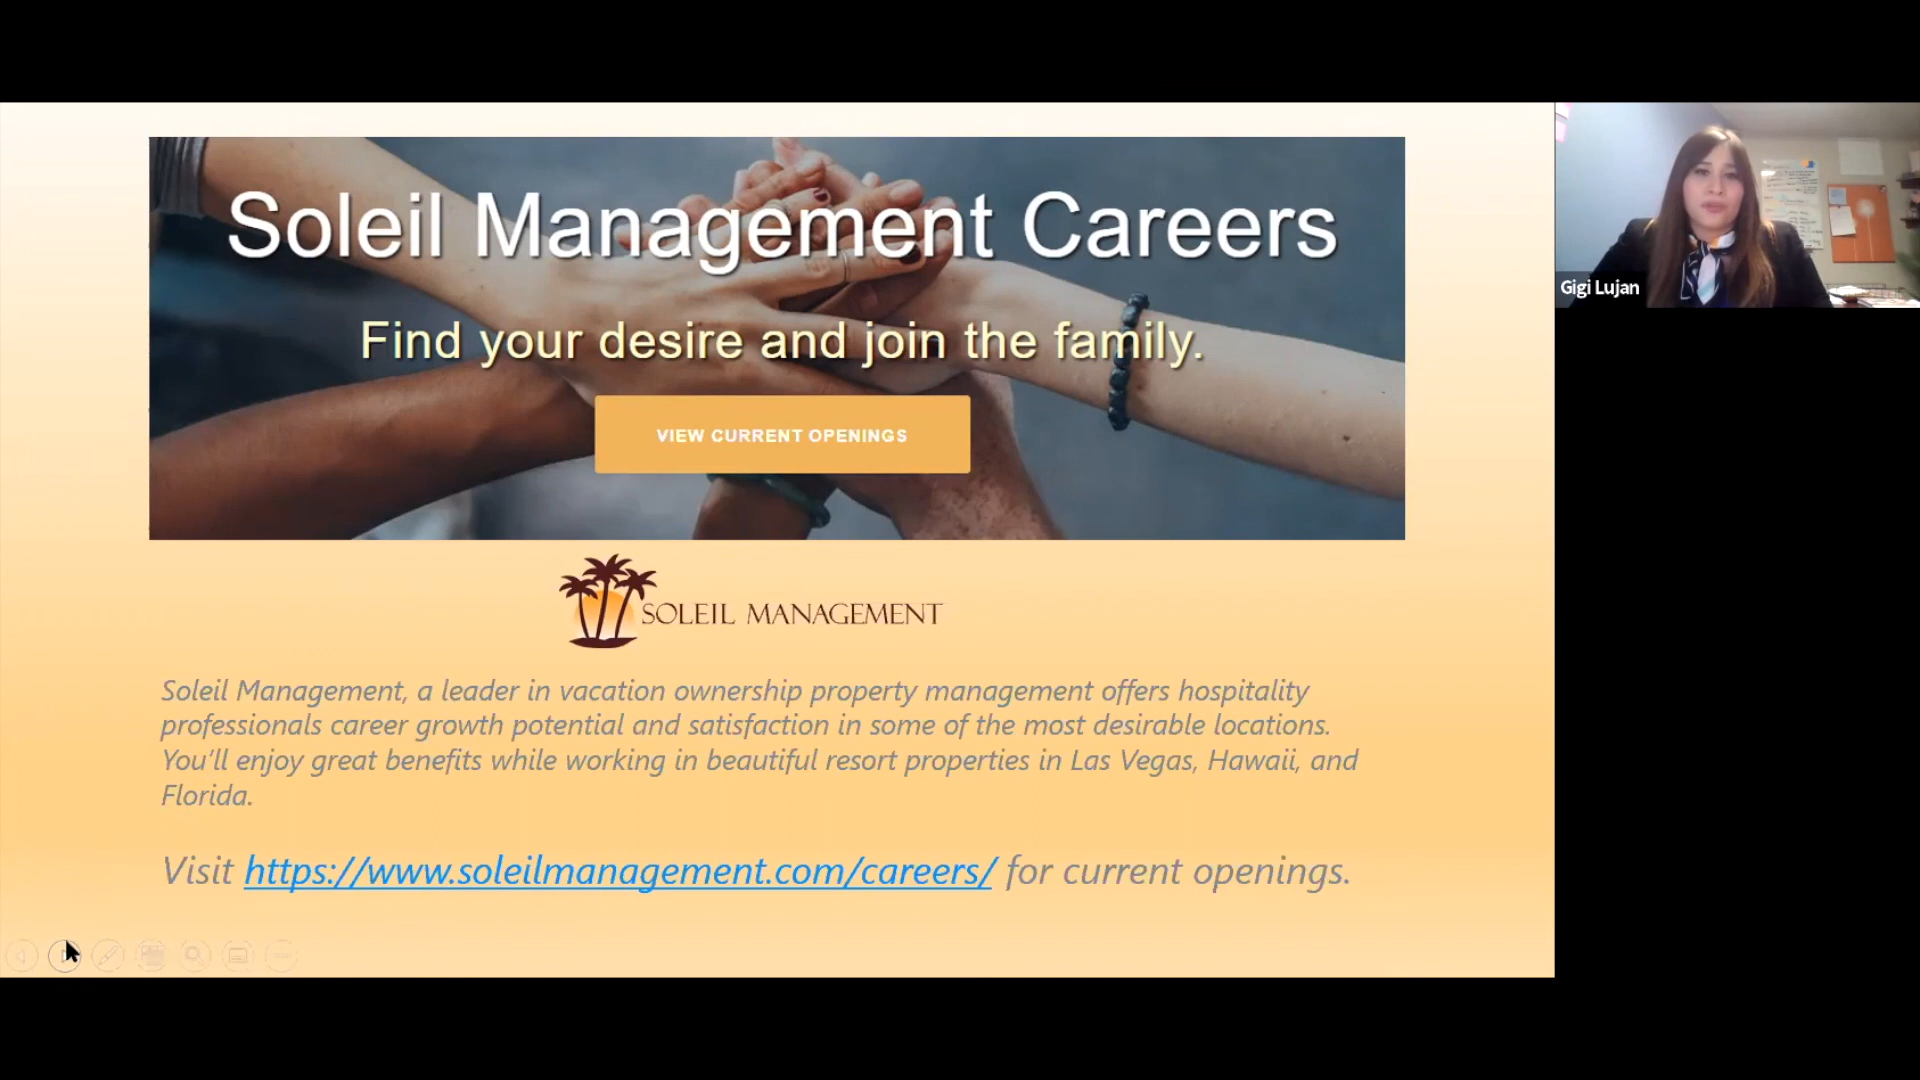 Soleil Management Careers
Find your desire and join the family.
VIEW CURRENT OPENINGS
SOLEIL MANAGEMENT
Soleil Management, a leader in vacation ownership property management offers hospitality
professionals career growth potential and satisfaction in some of the most desirable locations.
You’ll enjoy great benefits while working in beautiful resort properties in Las Vegas, Hawaii, and
Florida.
Visit https://www.soleilmanagement.com/careers/ for current openings.
Gigi Lujan